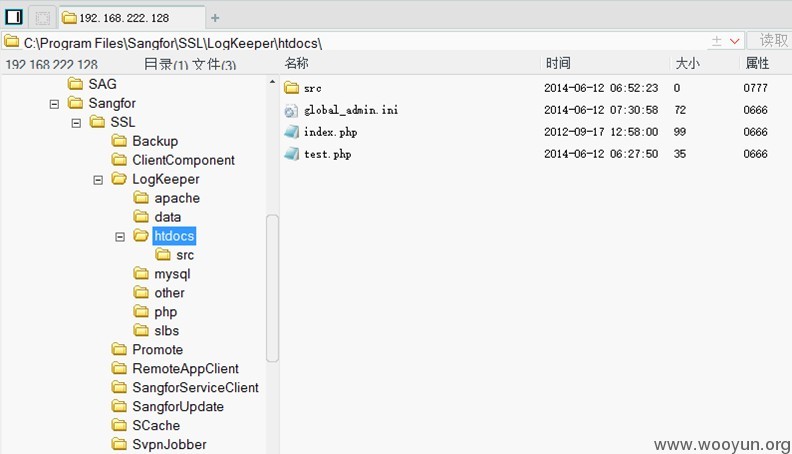 192.168.222.128
C:\Program Files\Sangfor\SSL\LogKeeper\htdocs\
读取
192.168.222.128 目录(1) 文件(3)
名称 时间 大小 属性
SAG
Sangfor
SSL
Backup
ClientComponent
LogKeeper
apache
data
htdocs
src
mysql
other
php
slbs
Promote
RemoteAppClient
SangforServiceClient
SangforUpdate
SCache
SvpnJobber
src 2014-06-12 06:52:23 0 0777
global_admin.ini 2014-06-12 07:30:58 72 0666
index.php 2012-09-17 12:58:00 99 0666
test.php 2014-06-12 06:27:50 35 0666
www.wooyun.org